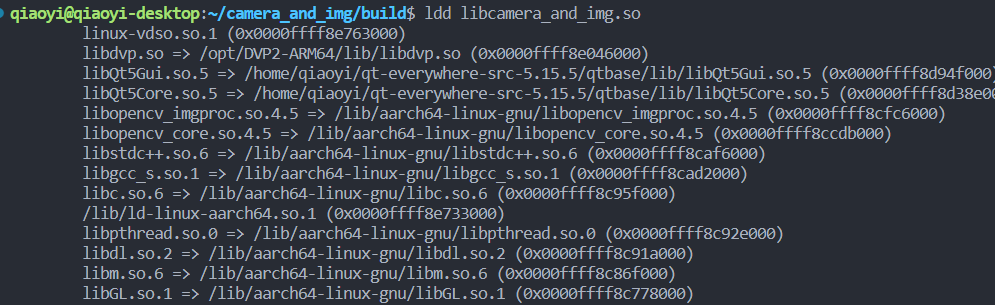 qiaoyi@qiaoyi-desktop:~/camera_and_img/build$ ldd libcamera_and_img.so
linux-vdso.so.1 (0x0000ffff8e763000)
libdvp.so => /opt/DVP2-ARM64/lib/libdvp.so (0x0000ffff8e046000)
libQt5Gui.so.5 => /home/qiaoyi/qt-everywhere-src-5.15.5/qtbase/lib/libQt5Gui.so.5 (0x0000ffff8d94f000)
libQt5Core.so.5 => /home/qiaoyi/qt-everywhere-src-5.15.5/qtbase/lib/libQt5Core.so.5 (0x0000ffff8d38e00
libopencv_imgproc.so.4.5 => /lib/aarch64-linux-gnu/libopencv_imgproc.so.4.5 (0x0000ffff8cfc6000)
libopencv_core.so.4.5 => /lib/aarch64-linux-gnu/libopencv_core.so.4.5 (0x0000ffff8ccdb000)
libstdc++.so.6 => /lib/aarch64-linux-gnu/libstdc++.so.6 (0x0000ffff8caf6000)
libgcc_s.so.1 => /lib/aarch64-linux-gnu/libgcc_s.so.1 (0x0000ffff8cad2000)
libc.so.6 => /lib/aarch64-linux-gnu/libc.so.6 (0x0000ffff8c95f000)
/lib/ld-linux-aarch64.so.1 (0x0000ffff8e733000)
libpthread.so.0 => /lib/aarch64-linux-gnu/libpthread.so.0 (0x0000ffff8c92e000)
libdl.so.2 => /lib/aarch64-linux-gnu/libdl.so.2 (0x0000ffff8c91a000)
libm.so.6 => /lib/aarch64-linux-gnu/libm.so.6 (0x0000ffff8c86f000)
libGL.so.1 => /lib/aarch64-linux-gnu/libGL.so.1 (0x0000ffff8c778000)